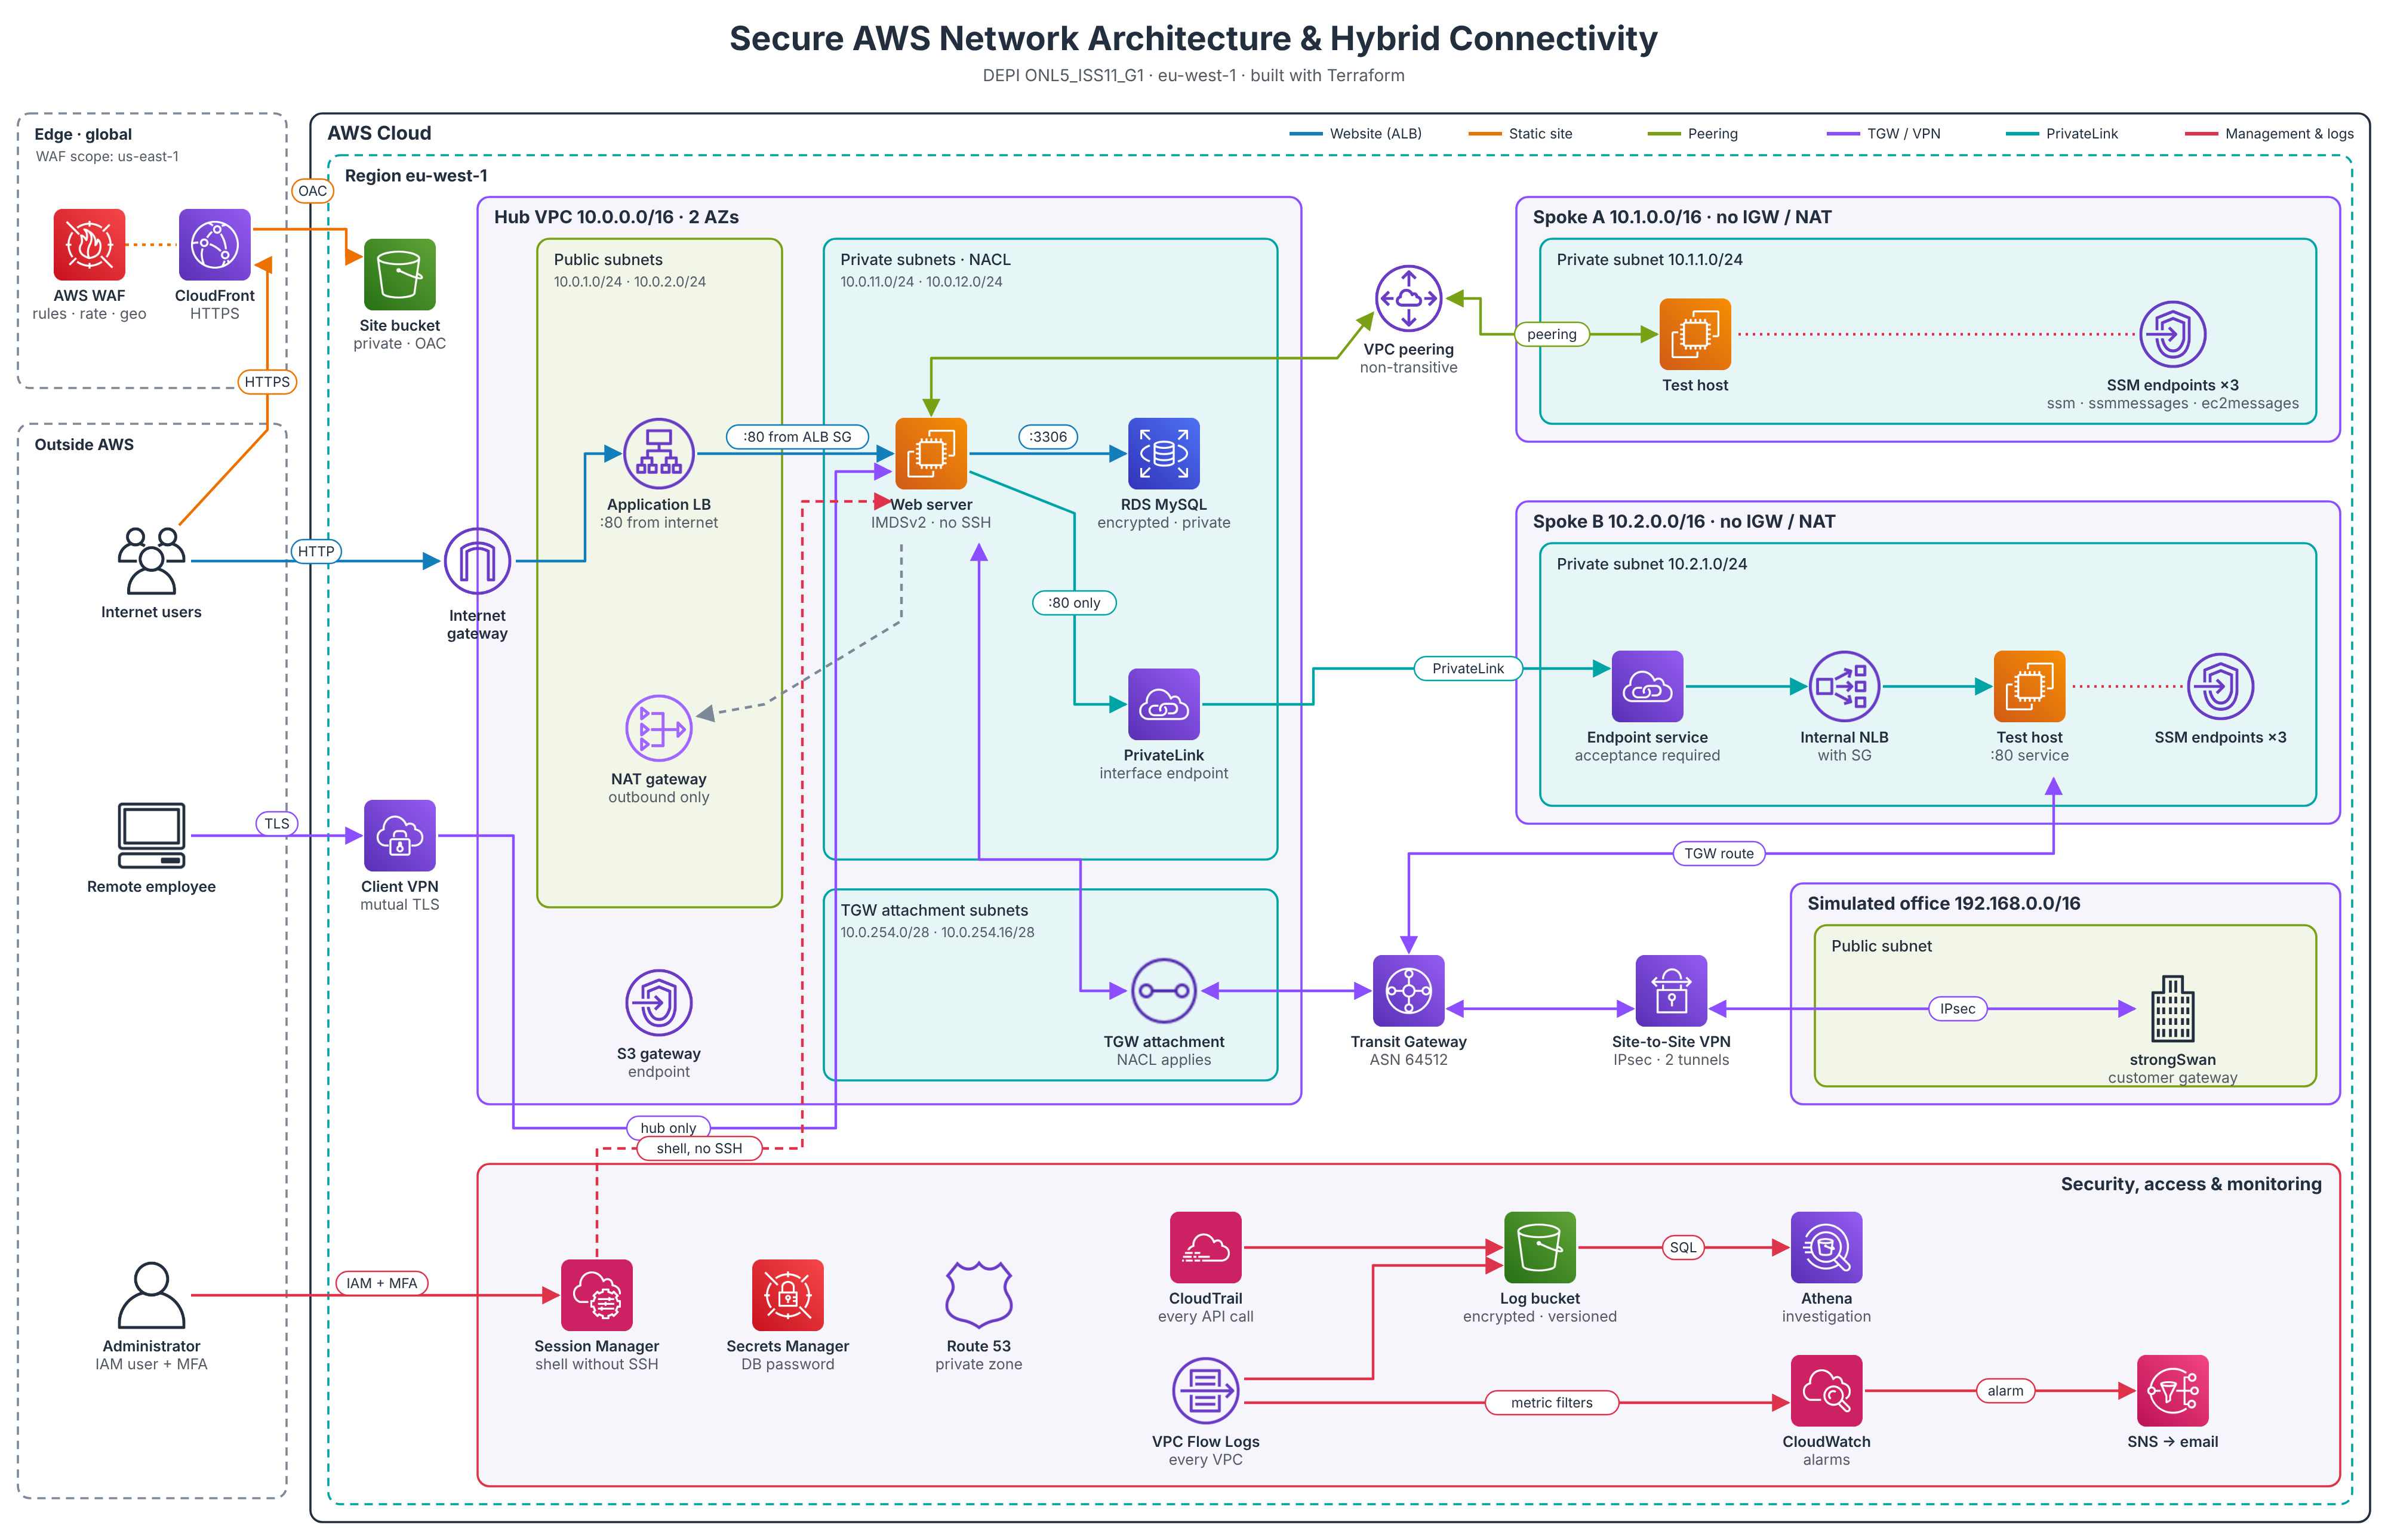 Secure AWS Network Architecture & Hybrid Connectivity
DEPI ONL5_ISS11_G1 · eu-west-1 · built with Terraform
Edge · global
WAF scope: us-east-1
AWS WAF
rules · rate · geo
CloudFront
HTTPS
OAC
HTTPS
AWS Cloud
Website (ALB)
Static site
Peering
TGW / VPN
PrivateLink
Management & logs
Region eu-west-1
Site bucket
private · OAC
Outside AWS
Internet users
HTTP
Internet
gateway
Remote employee
TLS
Client VPN
mutual TLS
Administrator
IAM user + MFA
IAM + MFA
Hub VPC 10.0.0.0/16 · 2 AZs
Public subnets
10.0.1.0/24 · 10.0.2.0/24
Application LB
:80 from internet
:80 from ALB SG
NAT gateway
outbound only
S3 gateway
endpoint
Private subnets · NACL
10.0.11.0/24 · 10.0.12.0/24
Web server
IMDSv2 · no SSH
:3306
RDS MySQL
encrypted · private
:80 only
PrivateLink
interface endpoint
TGW attachment subnets
10.0.254.0/28 · 10.0.254.16/28
TGW attachment
NACL applies
hub only
shell, no SSH
VPC peering
non-transitive
peering
Spoke A 10.1.0.0/16 · no IGW / NAT
Private subnet 10.1.1.0/24
Test host
SSM endpoints ×3
ssm · ssmmessages · ec2messages
Spoke B 10.2.0.0/16 · no IGW / NAT
Private subnet 10.2.1.0/24
PrivateLink
Endpoint service
acceptance required
Internal NLB
with SG
Test host
:80 service
SSM endpoints ×3
TGW route
Transit Gateway
ASN 64512
Site-to-Site VPN
IPsec · 2 tunnels
Simulated office 192.168.0.0/16
Public subnet
IPsec
strongSwan
customer gateway
Security, access & monitoring
Session Manager
shell without SSH
Secrets Manager
DB password
Route 53
private zone
CloudTrail
every API call
Log bucket
encrypted · versioned
SQL
Athena
investigation
VPC Flow Logs
every VPC
metric filters
CloudWatch
alarms
alarm
SNS → email